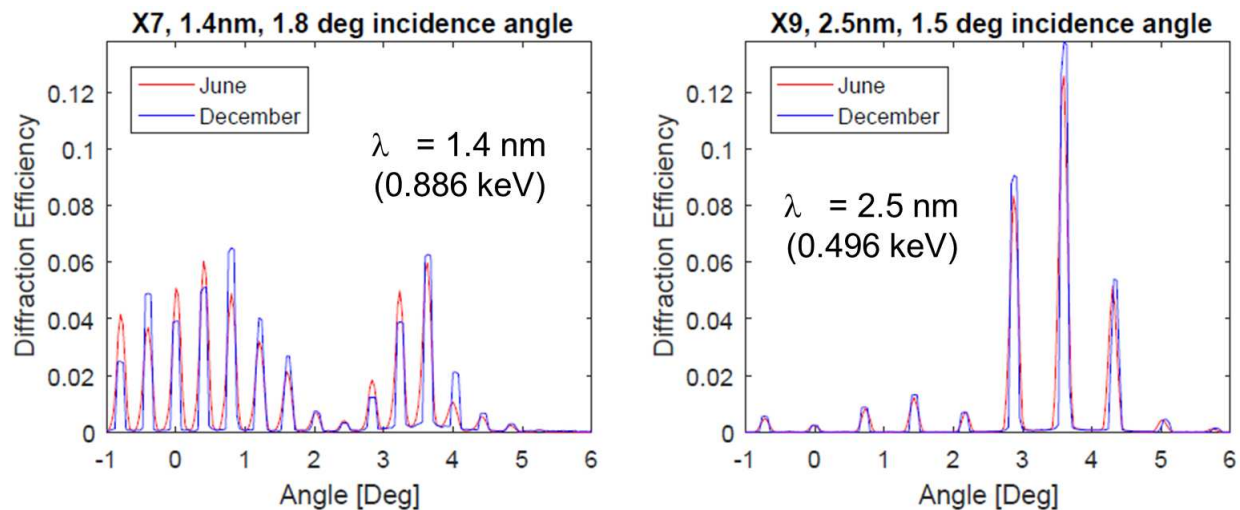 X7, 1.4nm, 1.8 deg incidence angle
June
December
λ = 1.4 nm
(0.886 keV)
Diffraction Efficiency
0.12
0.1
0.08
0.06
0.04
0.02
0
-1 0 1 2 3 4 5 6
Angle [Deg]
X9, 2.5nm, 1.5 deg incidence angle
June
December
λ = 2.5 nm
(0.496 keV)
Diffraction Efficiency
0.12
0.1
0.08
0.06
0.04
0.02
0
-1 0 1 2 3 4 5 6
Angle [Deg]